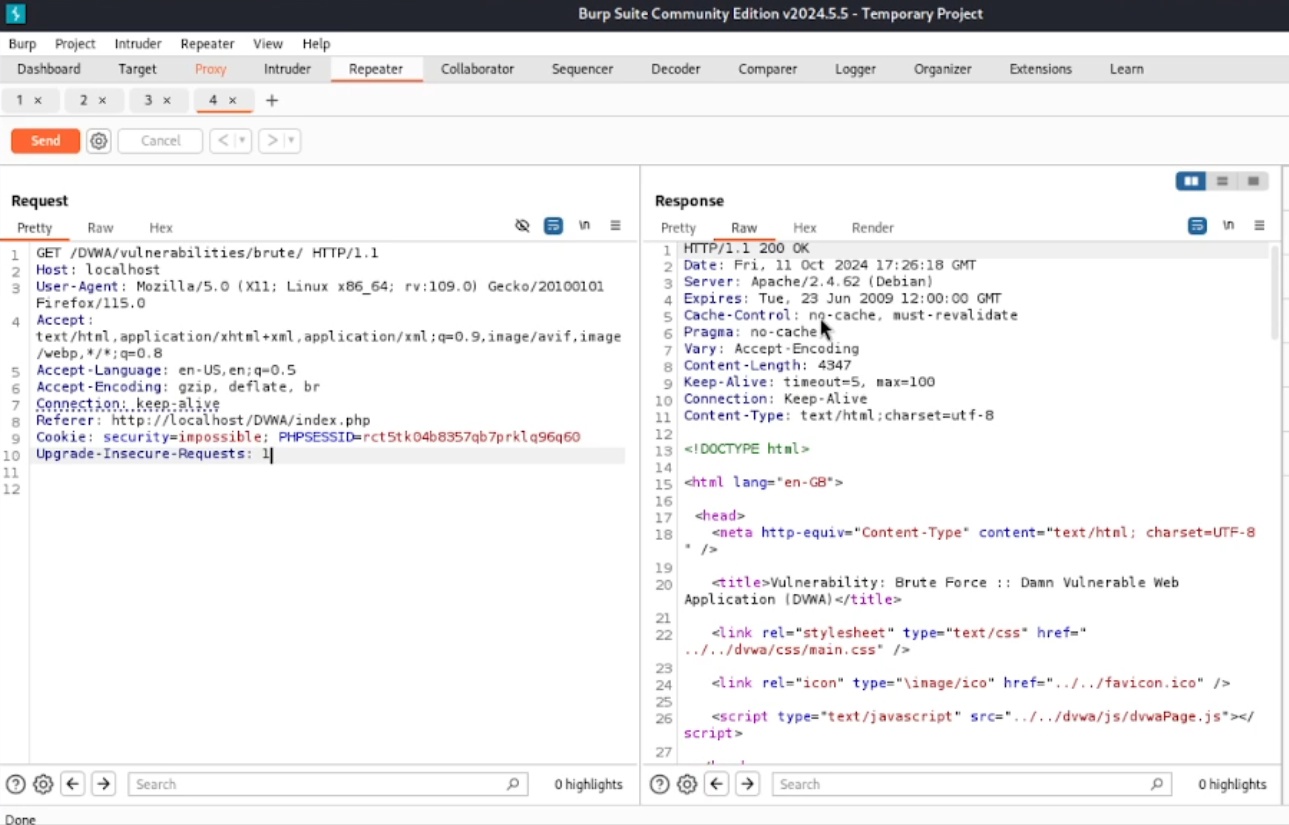 Burp Suite Community Edition v2024.5.5 - Temporary Project
Burp Project Intruder Repeater View Help
Dashboard Target Proxy Intruder Repeater Collaborator Sequencer Decoder Comparer Logger Organizer Extensions Learn
1 × 2 × 3 × 4 × +
Send Cancel < > 
Request
Pretty Raw Hex \n
1 GET /DVWA/vulnerabilities/brute/ HTTP/1.1
2 Host: localhost
3 User-Agent: Mozilla/5.0 (X11; Linux x86_64; rv:109.0) Gecko/20100101
Firefox/115.0
4 Accept:
text/html,application/xhtml+xml,application/xml;q=0.9,image/avif,image
/webp,*/*;q=0.8
5 Accept-Language: en-US,en;q=0.5
6 Accept-Encoding: gzip, deflate, br
7 Connection: keep-alive
8 Referer: http://localhost/DVWA/index.php
9 Cookie: security=impossible; PHPSESSID=rct5tk04b8357qb7prklq96q60
10 Upgrade-Insecure-Requests: 1
11
12
Search 0 highlights
Response
Pretty Raw Hex Render \n
1 HTTP/1.1 200 OK
2 Date: Fri, 11 Oct 2024 17:26:18 GMT
3 Server: Apache/2.4.62 (Debian)
4 Expires: Tue, 23 Jun 2009 12:00:00 GMT
5 Cache-Control: no-cache, must-revalidate
6 Pragma: no-cache
7 Vary: Accept-Encoding
8 Content-Length: 4347
9 Keep-Alive: timeout=5, max=100
10 Connection: Keep-Alive
11 Content-Type: text/html;charset=utf-8
12
13 <!DOCTYPE html>
14
15 <html lang="en-GB">
16
17 <head>
18 <meta http-equiv="Content-Type" content="text/html; charset=UTF-8
" />
19
20 <title>Vulnerability: Brute Force :: Damn Vulnerable Web
Application (DVWA)</title>
21
22 <link rel="stylesheet" type="text/css" href="
../../dvwa/css/main.css" />
23
24 <link rel="icon" type="\image/ico" href="../../favicon.ico" />
25
26 <script type="text/javascript" src="../../dvwa/js/dvwaPage.js"></
script>
27
Search 0 highlights
Done